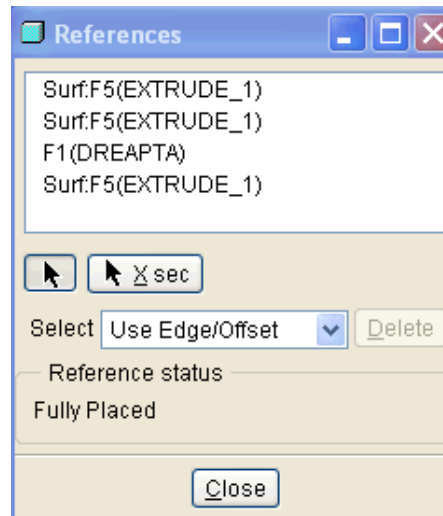 References
Surf:F5(EXTRUDE_1)
Surf:F5(EXTRUDE_1)
F1(DREAPTA)
Surf:F5(EXTRUDE_1)
X sec
Select Use Edge/Offset Delete
Reference status
Fully Placed
Close